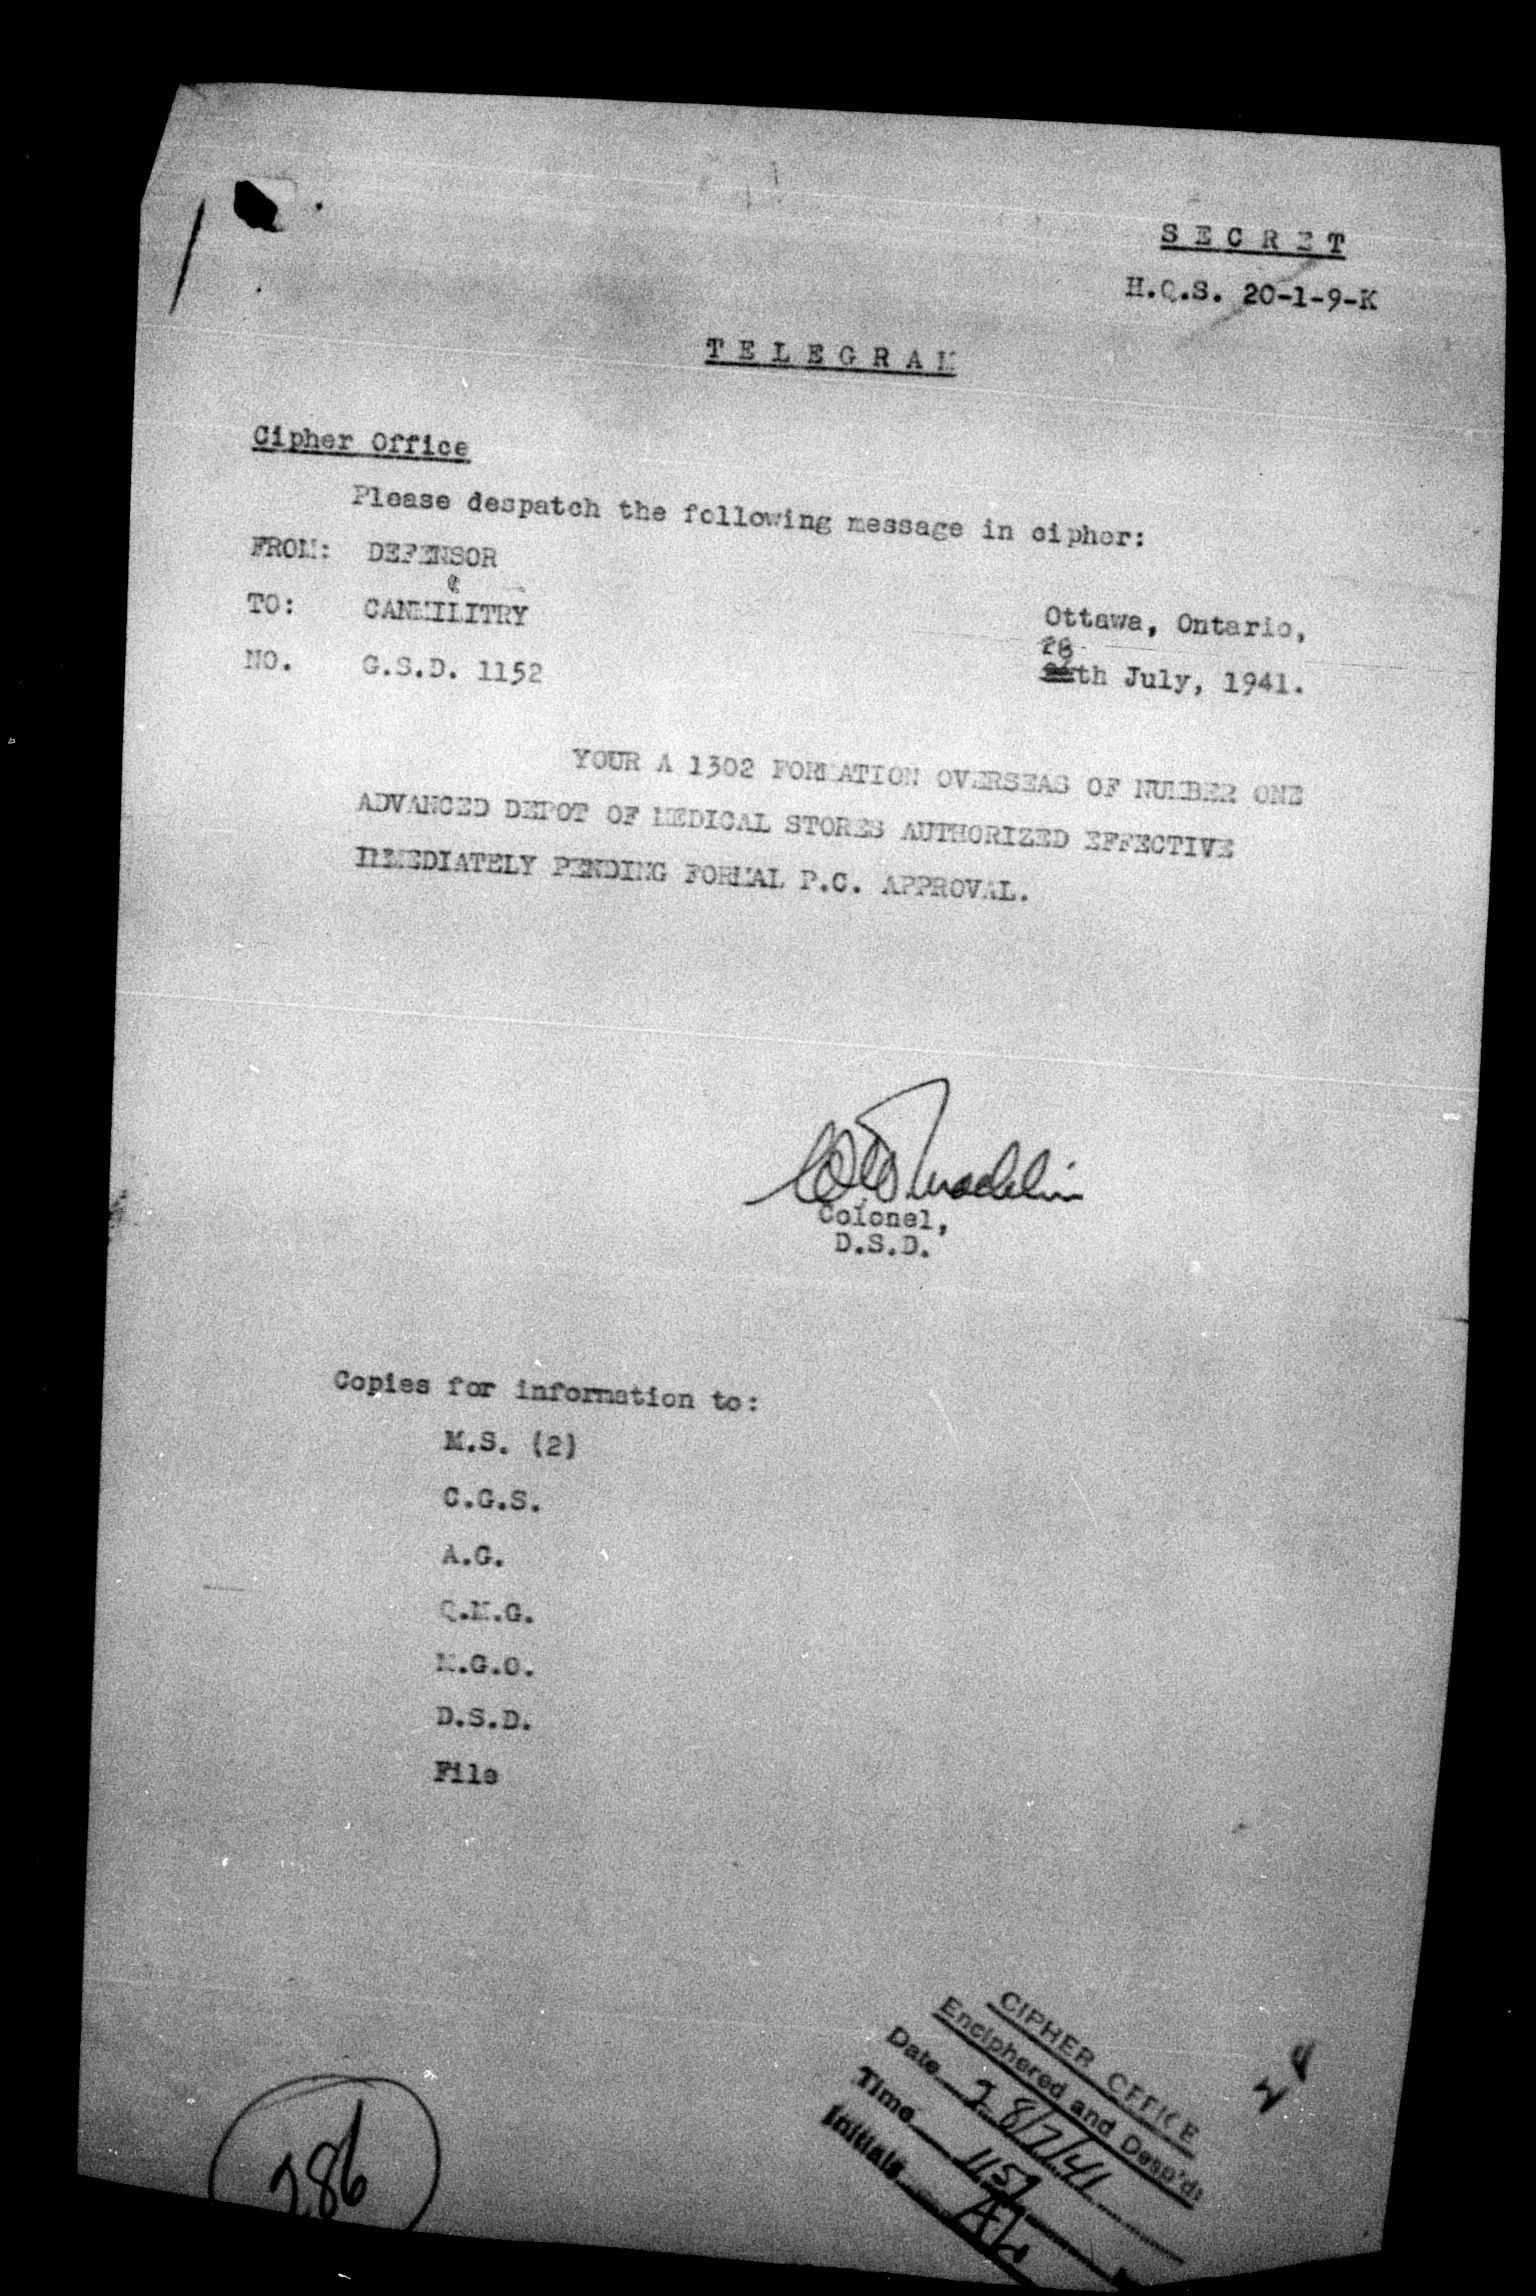 SECRET
H.Q.S. 20-1-9-K
TELEGRAM
Cipher Office
Please despatch the following message in cipher:
FROM: DEFENSOR
TO: CANMILITRY
Ottawa, Ontario,
28
NO. G.S.D. 1152
th July, 1941.
YOUR A 1302 FORMATION OVERSEAS OF NUMBER ONE
ADVANCED DEPOT OF MEDICAL STORES AUTHORIZED EFFECTIVE
IMMEDIATELY PENDING FORMAL P.C. APPROVAL.
Colonel,
D.S.D.
Copies for information to:
M.S. (2)
C.G.S.
A.G.
Q.M.G.
M.G.O.
D.S.D.
File
CIPHER OFFICE
Enciphered and Desp'd:
Date 28/7/41
Time 1159
Initials
286